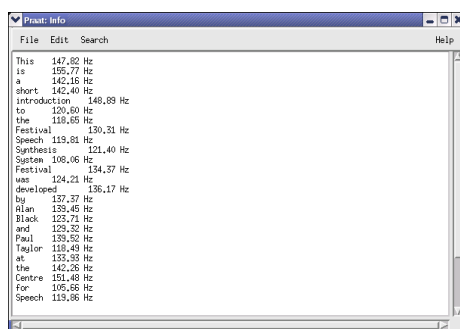 Praat: Info
File Edit Search Help
This 147.82 Hz
is 155.77 Hz
a 142.16 Hz
short 142.40 Hz
introduction 148.89 Hz
to 120.60 Hz
the 118.65 Hz
Festival 130.31 Hz
Speech 119.81 Hz
Synthesis 121.40 Hz
System 108.06 Hz
Festival 134.37 Hz
was 124.21 Hz
developed 136.17 Hz
by 137.37 Hz
Alan 139.45 Hz
Black 123.71 Hz
and 129.32 Hz
Paul 139.52 Hz
Taylor 118.49 Hz
at 133.93 Hz
the 142.26 Hz
Centre 151.48 Hz
for 105.66 Hz
Speech 119.86 Hz